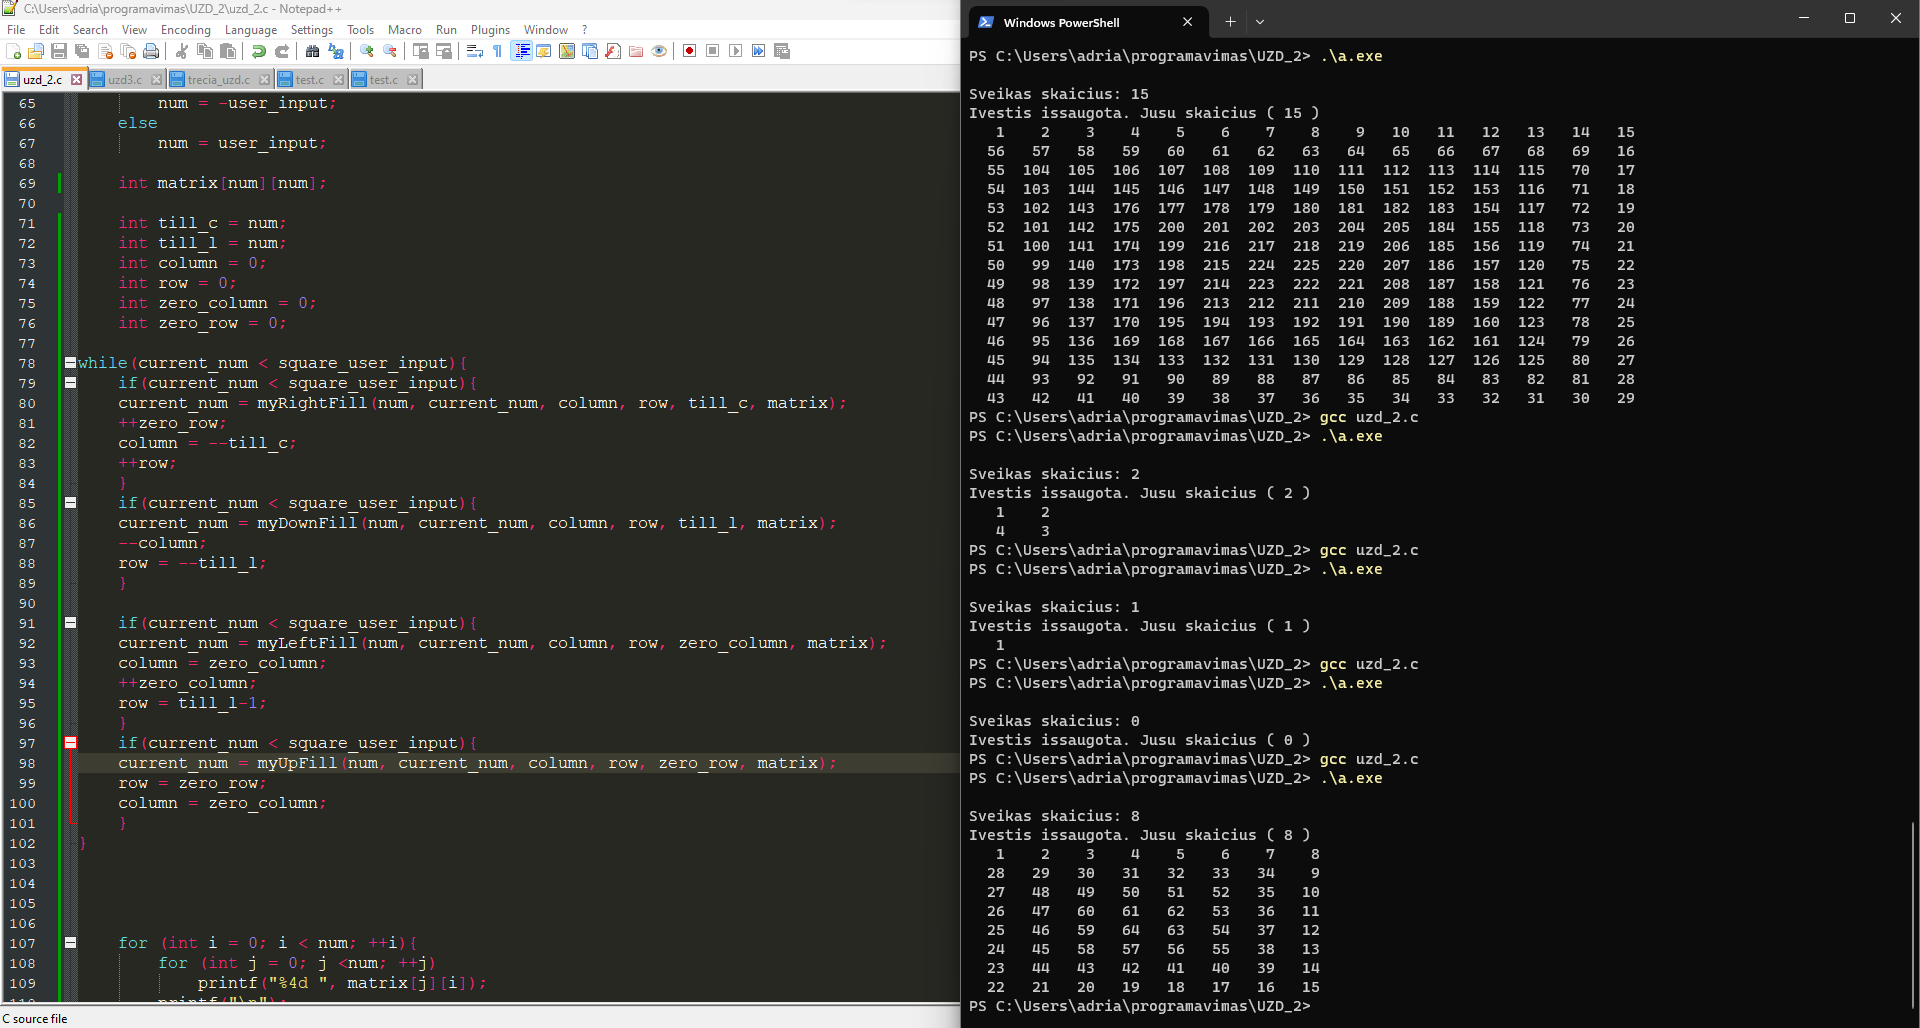 C:\Users\adria\programavimas\UZD_2\uzd_2.c - Notepad++
File Edit Search View Encoding Language Settings Tools Macro Run Plugins Window ?
uzd_2.c uzd3.c trecia_uzd.c test.c test.c
65 num = -user_input;
66 else
67 num = user_input;
68
69 int matrix[num][num];
70
71 int till_c = num;
72 int till_l = num;
73 int column = 0;
74 int row = 0;
75 int zero_column = 0;
76 int zero_row = 0;
77
78 while(current_num < square_user_input){
79 if(current_num < square_user_input){
80 current_num = myRightFill(num, current_num, column, row, till_c, matrix);
81 ++zero_row;
82 column = --till_c;
83 ++row;
84 }
85 if(current_num < square_user_input){
86 current_num = myDownFill(num, current_num, column, row, till_l, matrix);
87 --column;
88 row = --till_l;
89 }
90
91 if(current_num < square_user_input){
92 current_num = myLeftFill(num, current_num, column, row, zero_column, matrix);
93 column = zero_column;
94 ++zero_column;
95 row = till_l-1;
96 }
97 if(current_num < square_user_input){
98 current_num = myUpFill(num, current_num, column, row, zero_row, matrix);
99 row = zero_row;
100 column = zero_column;
101 }
102 }
103
104
105
106
107 for (int i = 0; i < num; ++i){
108 for (int j = 0; j <num; ++j)
109 printf("%4d ", matrix[j][i]);
110 printf("\n");
C source file
Windows PowerShell
PS C:\Users\adria\programavimas\UZD_2> .\a.exe
Sveikas skaicius: 15
Ivestis issaugota. Jusu skaicius ( 15 )
1 2 3 4 5 6 7 8 9 10 11 12 13 14 15
56 57 58 59 60 61 62 63 64 65 66 67 68 69 16
55 104 105 106 107 108 109 110 111 112 113 114 115 70 17
54 103 144 145 146 147 148 149 150 151 152 153 116 71 18
53 102 143 176 177 178 179 180 181 182 183 154 117 72 19
52 101 142 175 200 201 202 203 204 205 184 155 118 73 20
51 100 141 174 199 216 217 218 219 206 185 156 119 74 21
50 99 140 173 198 215 224 225 220 207 186 157 120 75 22
49 98 139 172 197 214 223 222 221 208 187 158 121 76 23
48 97 138 171 196 213 212 211 210 209 188 159 122 77 24
47 96 137 170 195 194 193 192 191 190 189 160 123 78 25
46 95 136 169 168 167 166 165 164 163 162 161 124 79 26
45 94 135 134 133 132 131 130 129 128 127 126 125 80 27
44 93 92 91 90 89 88 87 86 85 84 83 82 81 28
43 42 41 40 39 38 37 36 35 34 33 32 31 30 29
PS C:\Users\adria\programavimas\UZD_2> gcc uzd_2.c
PS C:\Users\adria\programavimas\UZD_2> .\a.exe
Sveikas skaicius: 2
Ivestis issaugota. Jusu skaicius ( 2 )
1 2
4 3
PS C:\Users\adria\programavimas\UZD_2> gcc uzd_2.c
PS C:\Users\adria\programavimas\UZD_2> .\a.exe
Sveikas skaicius: 1
Ivestis issaugota. Jusu skaicius ( 1 )
1
PS C:\Users\adria\programavimas\UZD_2> gcc uzd_2.c
PS C:\Users\adria\programavimas\UZD_2> .\a.exe
Sveikas skaicius: 0
Ivestis issaugota. Jusu skaicius ( 0 )
PS C:\Users\adria\programavimas\UZD_2> gcc uzd_2.c
PS C:\Users\adria\programavimas\UZD_2> .\a.exe
Sveikas skaicius: 8
Ivestis issaugota. Jusu skaicius ( 8 )
1 2 3 4 5 6 7 8
28 29 30 31 32 33 34 9
27 48 49 50 51 52 35 10
26 47 60 61 62 53 36 11
25 46 59 64 63 54 37 12
24 45 58 57 56 55 38 13
23 44 43 42 41 40 39 14
22 21 20 19 18 17 16 15
PS C:\Users\adria\programavimas\UZD_2>